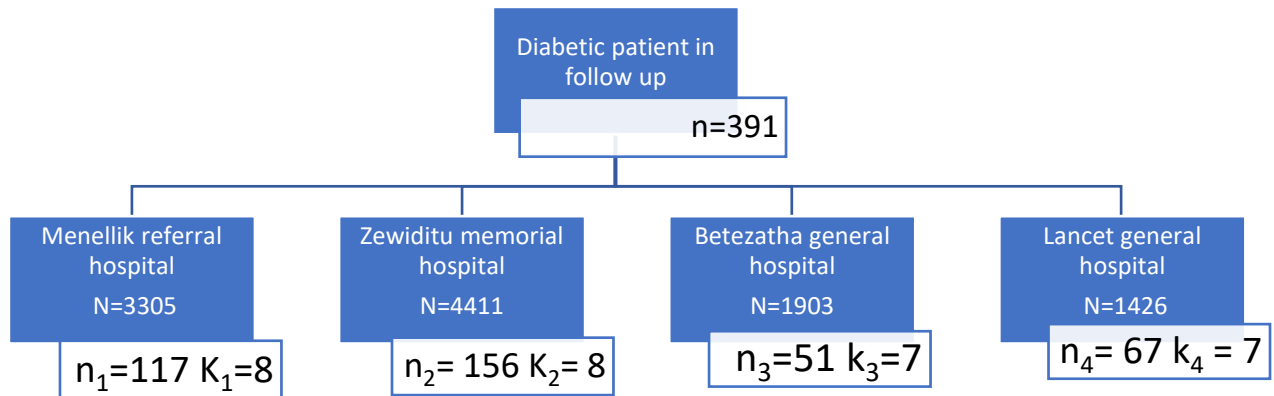 Diabetic patient in
follow up
n=391
Menellik referral
hospital
N=3305
n₁=117 K₁=8
Zewiditu memorial
hospital
N=4411
n₂= 156 K₂= 8
Betezatha general
hospital
N=1903
n₃=51 k₃=7
Lancet general
hospital
N=1426
n₄= 67 k₄ = 7